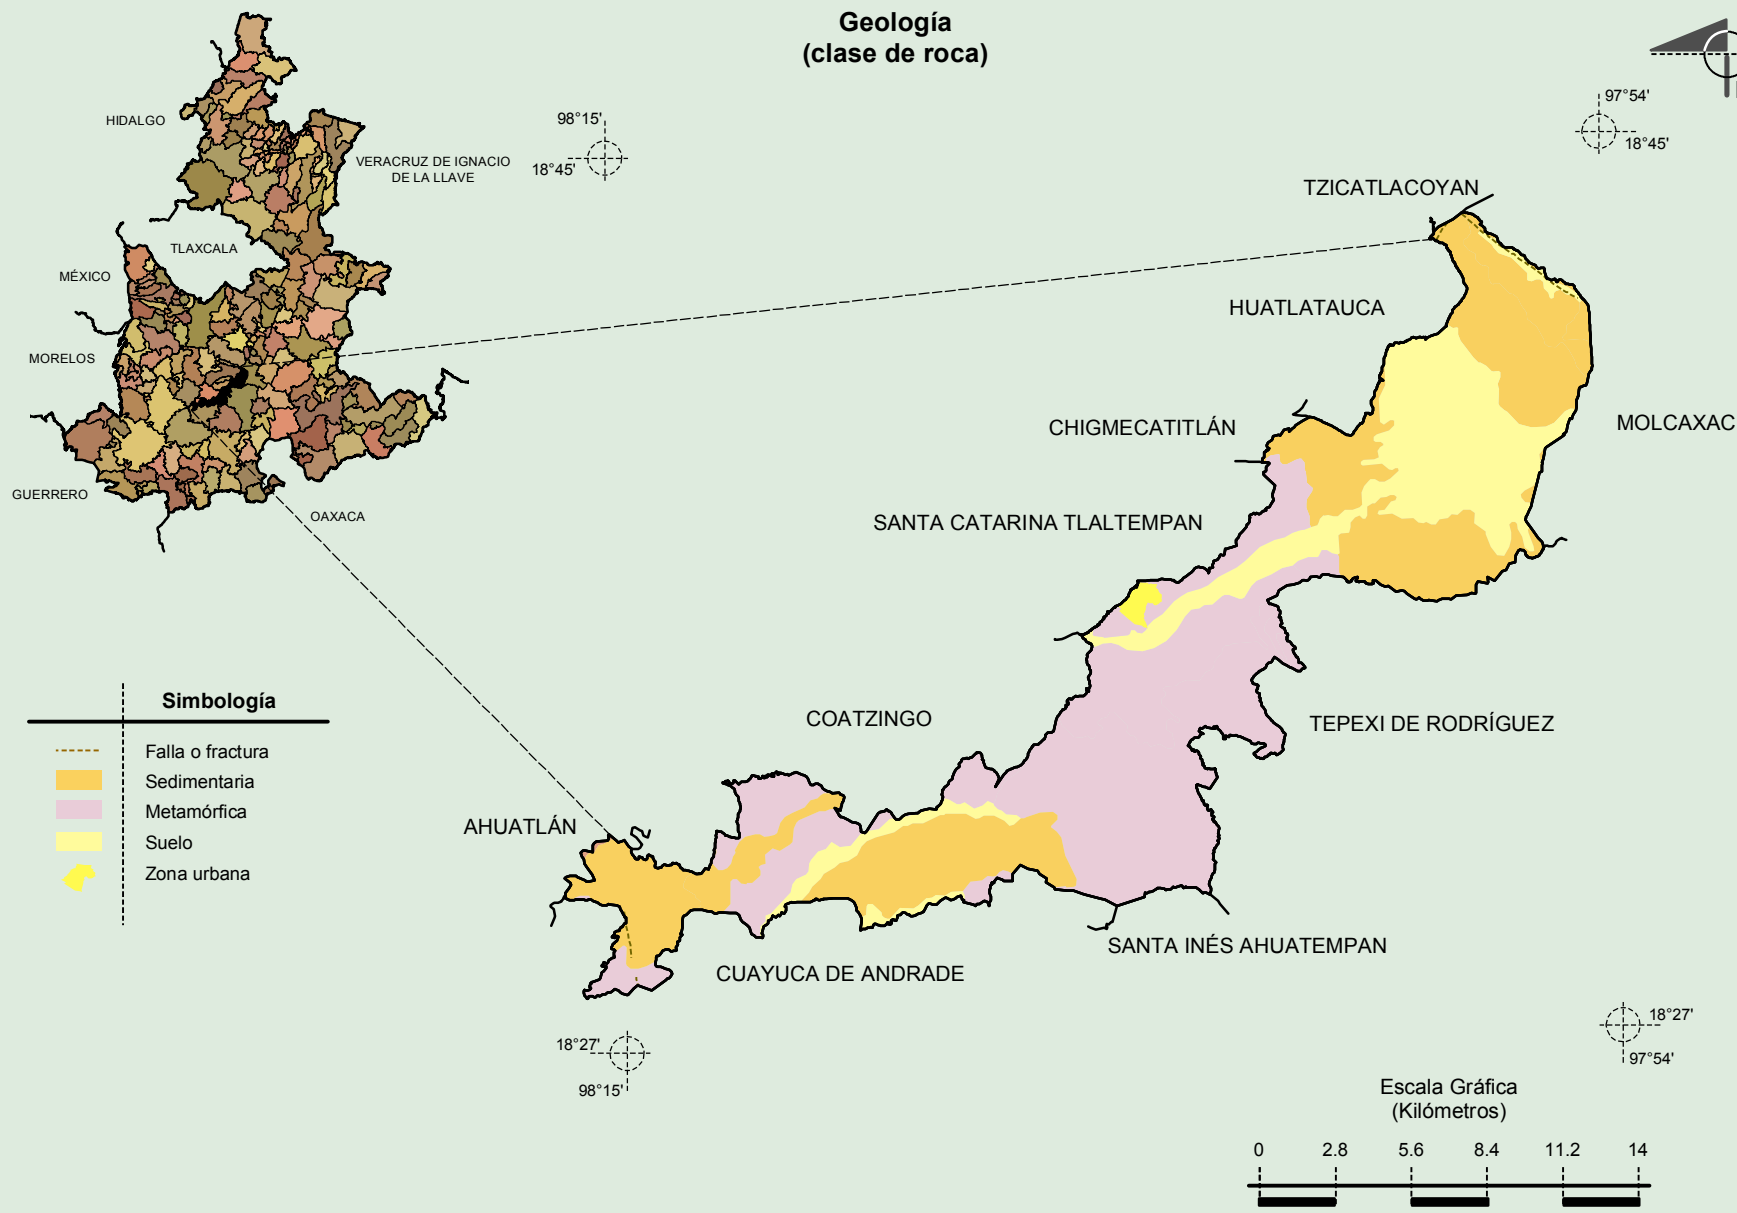 Geología
(clase de roca)
HIDALGO
VERACRUZ DE IGNACIO
DE LA LLAVE
TLAXCALA
MÉXICO
MORELOS
GUERRERO
OAXACA
98°15'
18°45'
97°54'
18°45'
TZICATLACOYAN
HUATLATAUCA
CHIGMECATITLÁN
MOLCAXAC
SANTA CATARINA TLALTEMPAN
COATZINGO
TEPEXI DE RODRÍGUEZ
AHUATLÁN
SANTA INÉS AHUATEMPAN
CUAYUCA DE ANDRADE
Simbología
Falla o fractura
Sedimentaria
Metamórfica
Suelo
Zona urbana
18°27'
98°15'
18°27'
97°54'
Escala Gráfica
(Kilómetros)
0 2.8 5.6 8.4 11.2 14